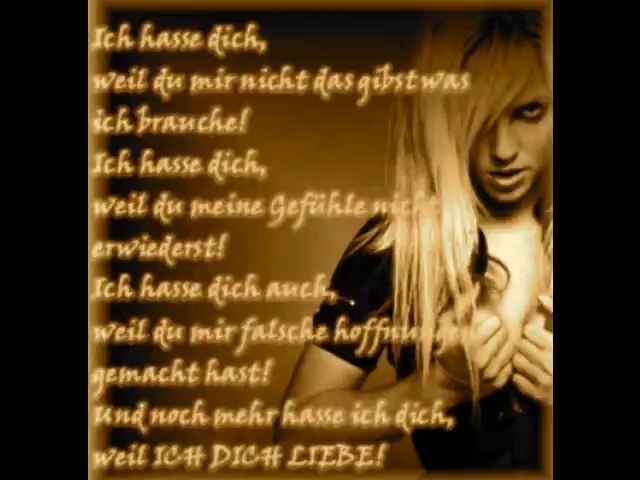 Ich hasse dich,
weil du mir nicht das gibst was
ich brauche!
Ich hasse dich,
weil du meine Gefühle nicht
erwiederst!
Ich hasse dich auch,
weil du mir falsche hoffnungen
gemacht hast!
Und noch mehr hasse ich dich,
weil ICH DICH LIEBE!